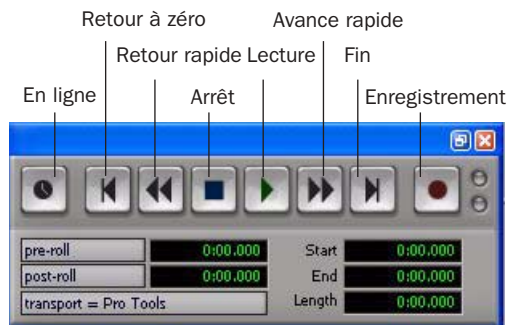 Retour à zéro Avance rapide
Retour rapide Lecture Fin
En ligne Arrêt Enregistrement
pre-roll 0:00.000 Start 0:00.000
post-roll 0:00.000 End 0:00.000
transport = Pro Tools Length 0:00.000